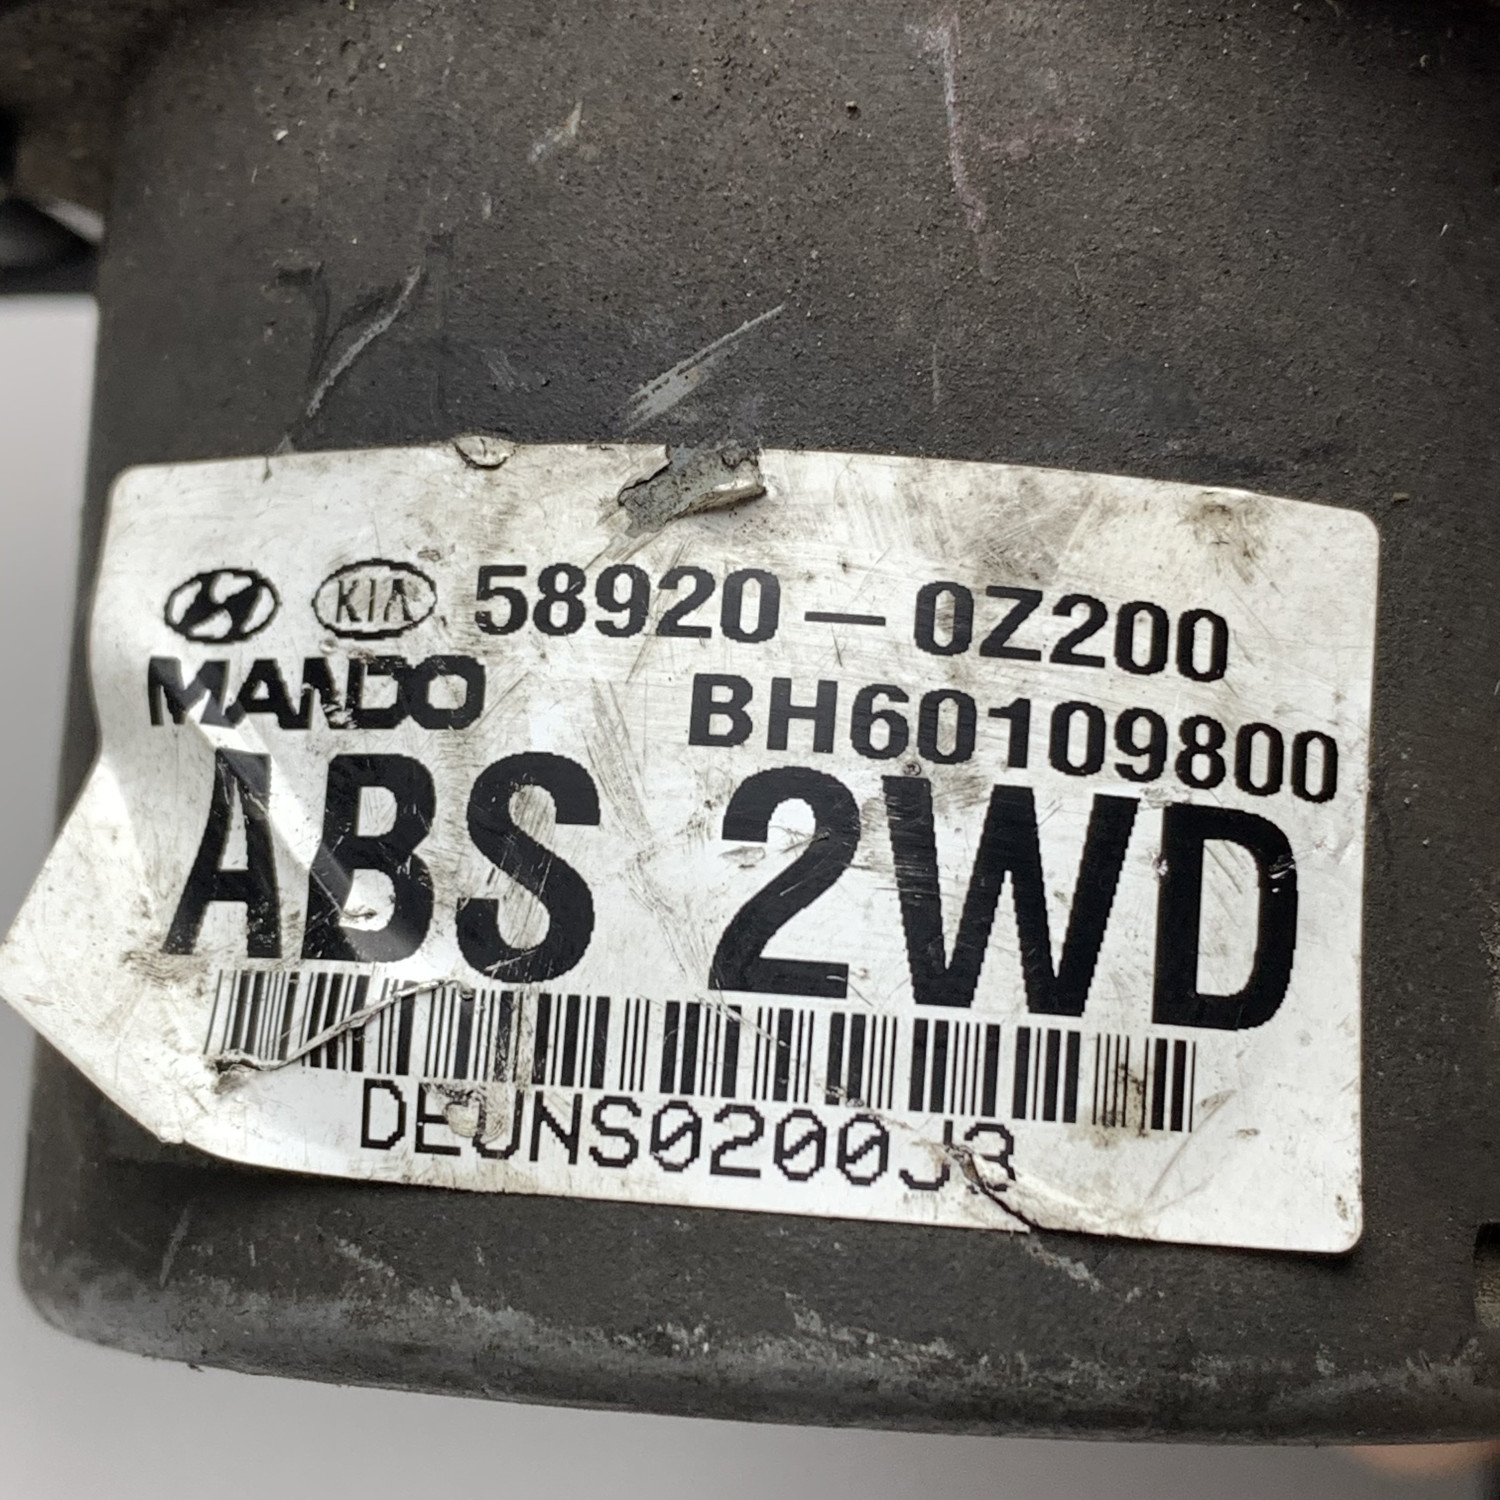 KIA 58920-0Z200
MANDO BH60109800
ABS 2WD
DEUNS0200J3